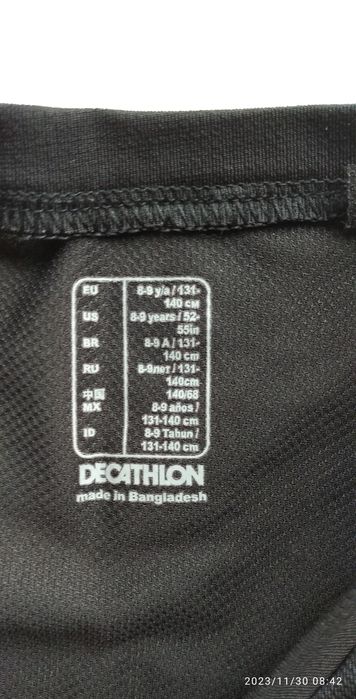 EU 8-9 y/a / 131-
140 см
US 8-9 years / 52-
55in
BR 8-9 A / 131-
140 cm
RU 8-9лет / 131-
140cm
中国 140/68
MX 8-9 años /
131-140 cm
ID 8-9 Tahun /
131-140 cm
DECATHLON
made in Bangladesh
2023/11/30 08:42